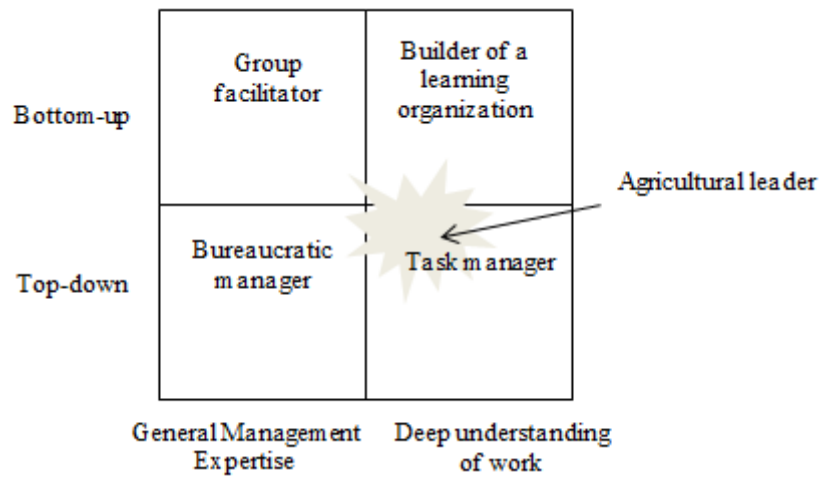 Group
facilitator
Builder of a
learning
organization
Bottom-up
Agricultural leader
Bureaucratic
manager
Task manager
Top-down
General Management
Expertise
Deep understanding
of work